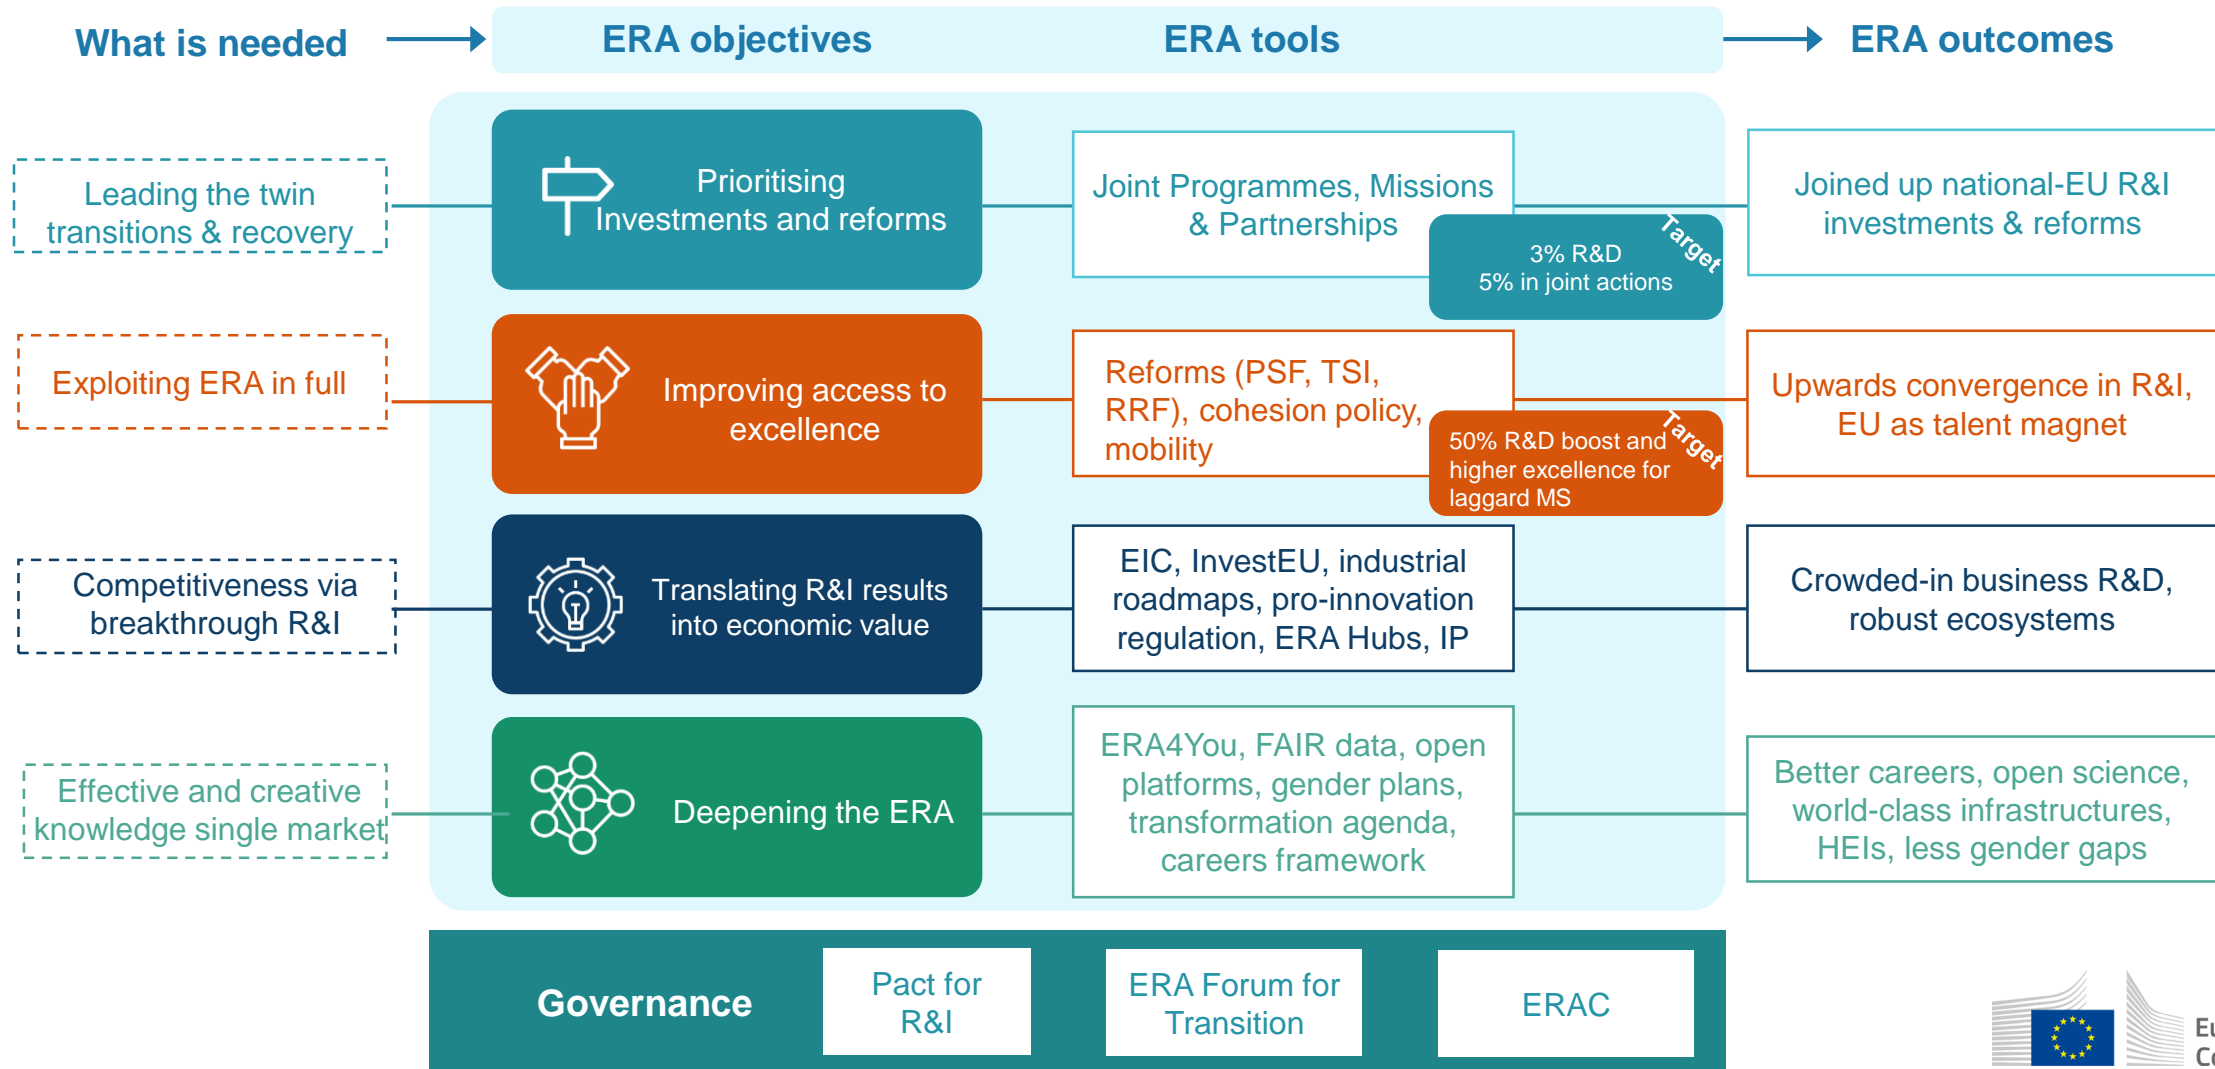 What is needed
ERA objectives
ERA tools
ERA outcomes
Leading the twin
transitions & recovery
Prioritising
Investments and reforms
Joint Programmes, Missions
& Partnerships
Target
3% R&D
5% in joint actions
Joined up national-EU R&I
investments & reforms
Exploiting ERA in full
Improving access to
excellence
Reforms (PSF, TSI,
RRF), cohesion policy,
mobility
Target
50% R&D boost and
higher excellence for
laggard MS
Upwards convergence in R&I,
EU as talent magnet
Competitiveness via
breakthrough R&I
Translating R&I results
into economic value
EIC, InvestEU, industrial
roadmaps, pro-innovation
regulation, ERA Hubs, IP
Crowded-in business R&D,
robust ecosystems
Effective and creative
knowledge single market
Deepening the ERA
ERA4You, FAIR data, open
platforms, gender plans,
transformation agenda,
careers framework
Better careers, open science,
world-class infrastructures,
HEIs, less gender gaps
Governance
Pact for
R&I
ERA Forum for
Transition
ERAC